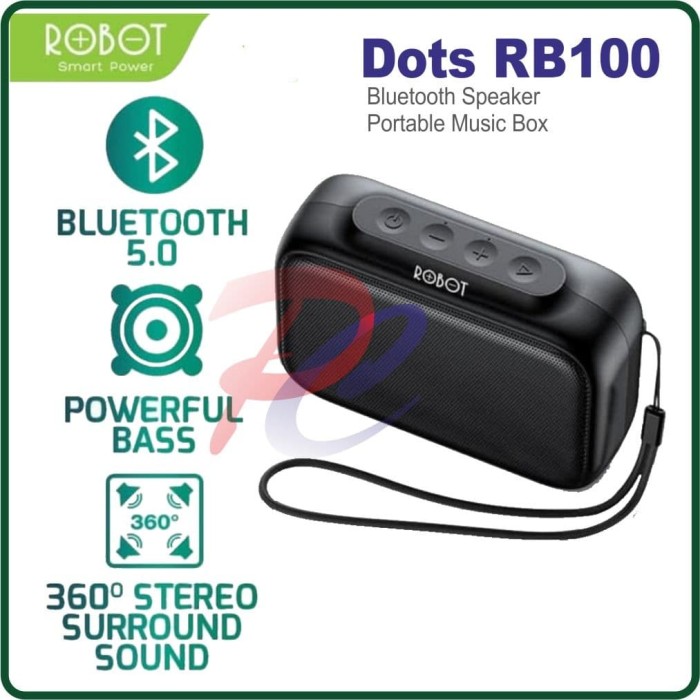 ROBOT
Smart Power
Dots RB100
Bluetooth Speaker
Portable Music Box
BLUETOOTH
5.0
ROBOT
POWERFUL
BASS
PC
360°
360° STEREO
SURROUND
SOUND